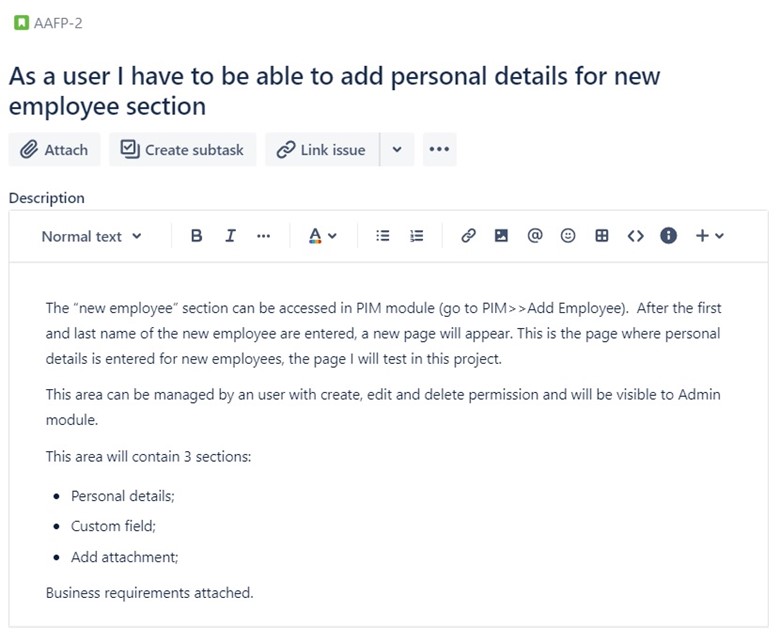 AAFP-2
As a user I have to be able to add personal details for new
employee section
Attach
Create subtask
Link issue
Description
Normal text
B
I
A
@
The “new employee” section can be accessed in PIM module (go to PIM>>Add Employee).  After the first
and last name of the new employee are entered, a new page will appear. This is the page where personal
details is entered for new employees, the page I will test in this project.
This area can be managed by an user with create, edit and delete permission and will be visible to Admin
module.
This area will contain 3 sections:
• Personal details;
• Custom field;
• Add attachment;
Business requirements attached.